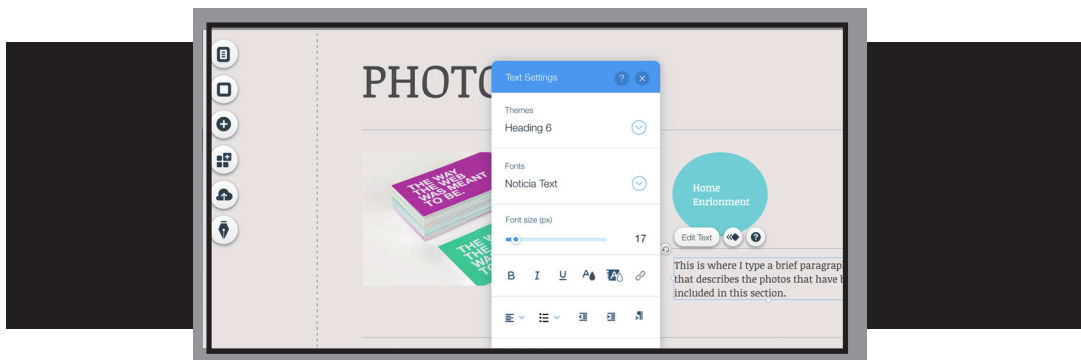 PHOTO
Text Settings
?
Themes
Heading 6
Fonts
Noticia Text
Font size (px)
17
B I U A A
THE WAY
THE WEB
WAS MEANT
TO BE.
THE
Home
Enrionment
Edit Text
?
This is where I type a brief paragraph
that describes the photos that have b
included in this section.